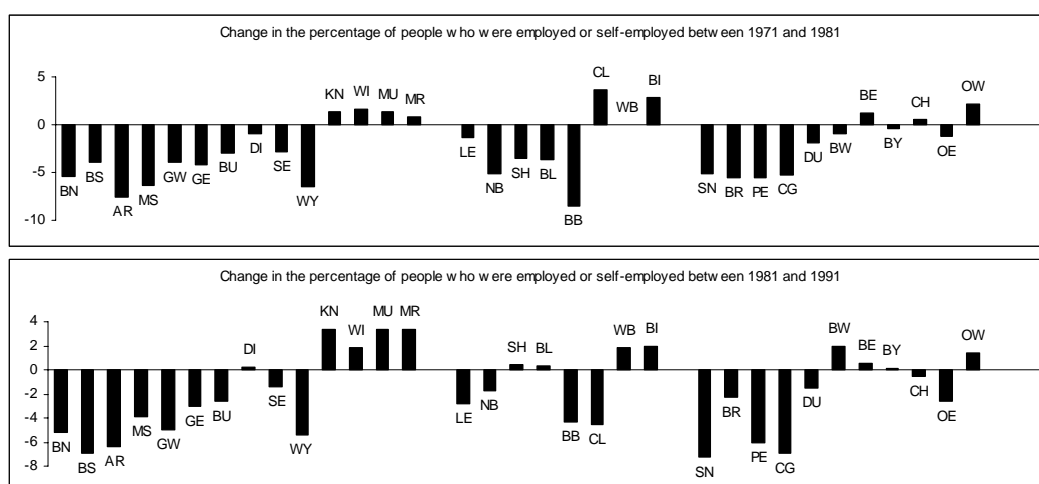 Change in the percentage of people who were employed or self-employed between 1971 and 1981
5
0
-5
-10
BN
BS
AR
MS
GW
GE
BU
DI
SE
WY
KN
WI
MU
MR
LE
NB
SH
BL
BB
CL
WB
BI
SN
BR
PE
CG
DU
BW
BE
BY
CH
OE
OW
Change in the percentage of people who were employed or self-employed between 1981 and 1991
4
2
0
-2
-4
-6
-8
BN
BS
AR
MS
GW
GE
BU
DI
SE
WY
KN
WI
MU
MR
LE
NB
SH
BL
BB
CL
WB
BI
SN
BR
PE
CG
DU
BW
BE
BY
CH
OE
OW